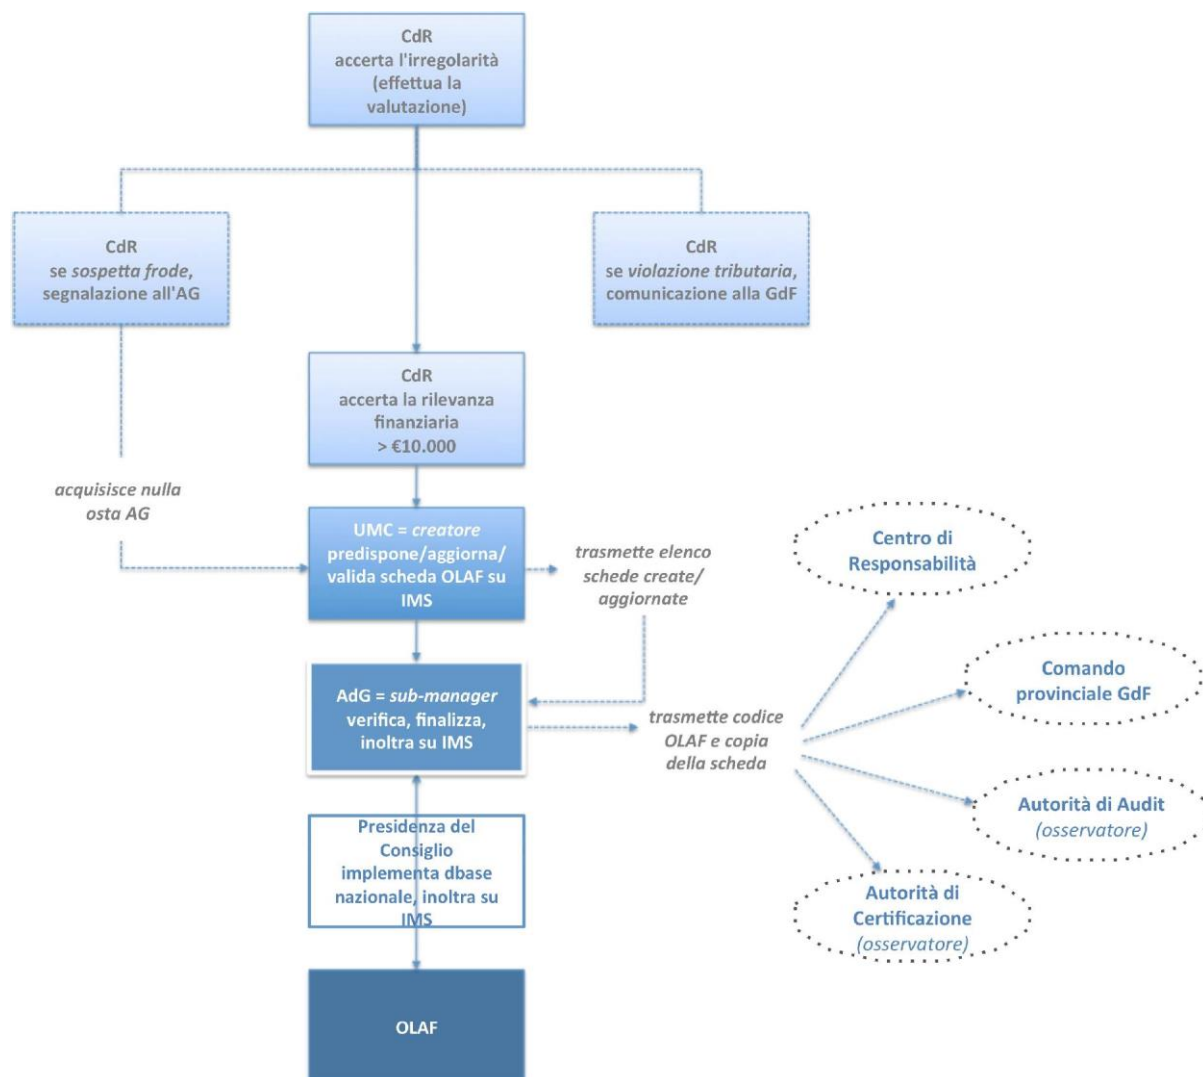 CdR
accerta l'irregolarità
(effettua la
valutazione)
CdR
se sospetta frode,
segnalazione all'AG
CdR
se violazione tributaria,
comunicazione alla GdF
CdR
accerta la rilevanza
finanziaria
> €10.000
acquisisce nulla
osta AG
UMC = creatore
predispone/aggiorna/
valida scheda OLAF su
IMS
trasmette elenco
schede create/
aggiornate
Centro di
Responsabilità
Comando
provinciale GdF
AdG = sub-manager
verifica, finalizza,
inoltra su IMS
trasmette codice
OLAF e copia
della scheda
Autorità di Audit
(osservatore)
Presidenza del
Consiglio
implementa dbase
nazionale, inoltra su
IMS
Autorità di
Certificazione
(osservatore)
OLAF